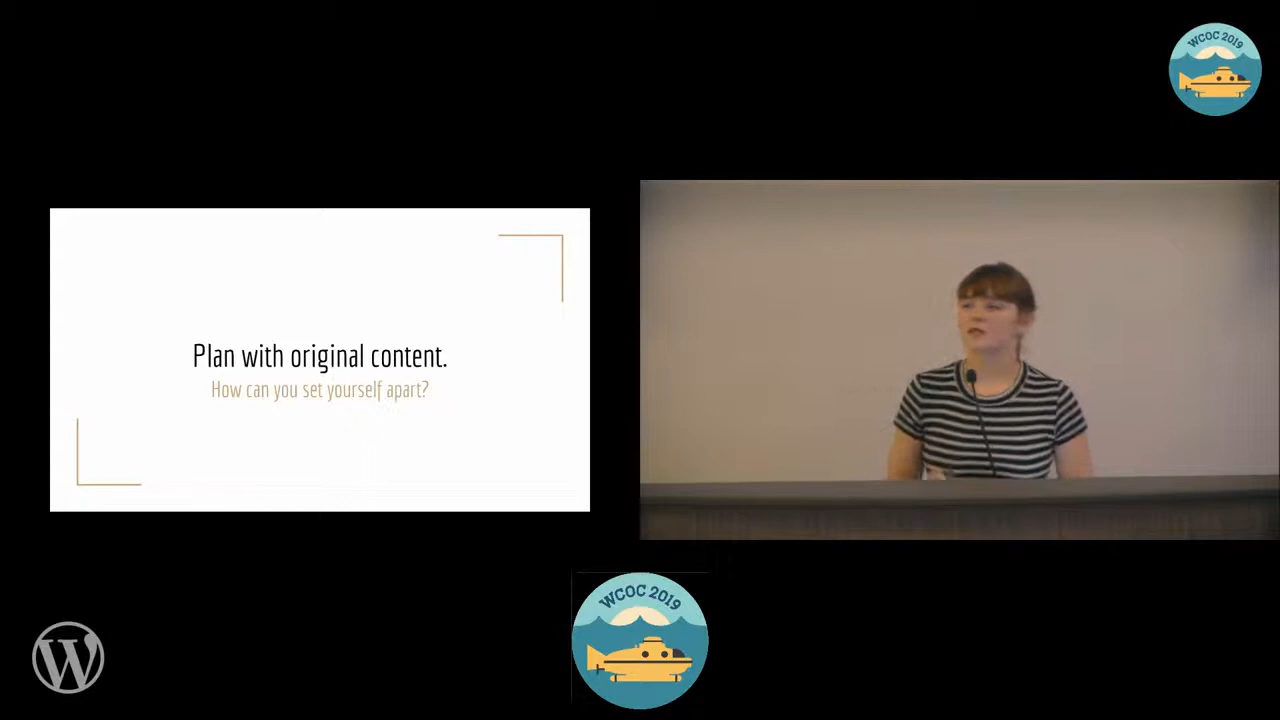 WCOC 2019
Plan with original content.
How can you set yourself apart?
WCOC 2019
W